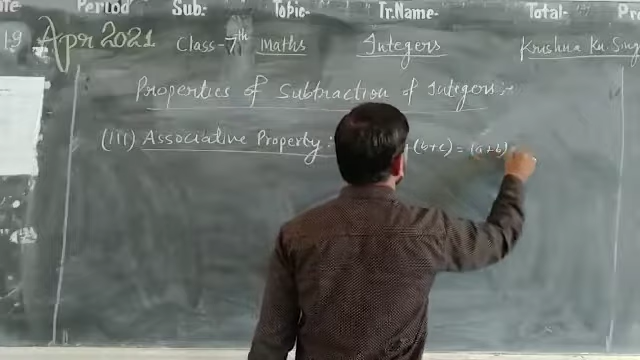 Period Sub: Topic- Tr.Name- Total-
19 Apr 2021 Class-7th Maths Integers Krishna Ku. Sing
Properties of Subtraction of Integers:-
(III) Associative Property: (b+c) = (a+b)